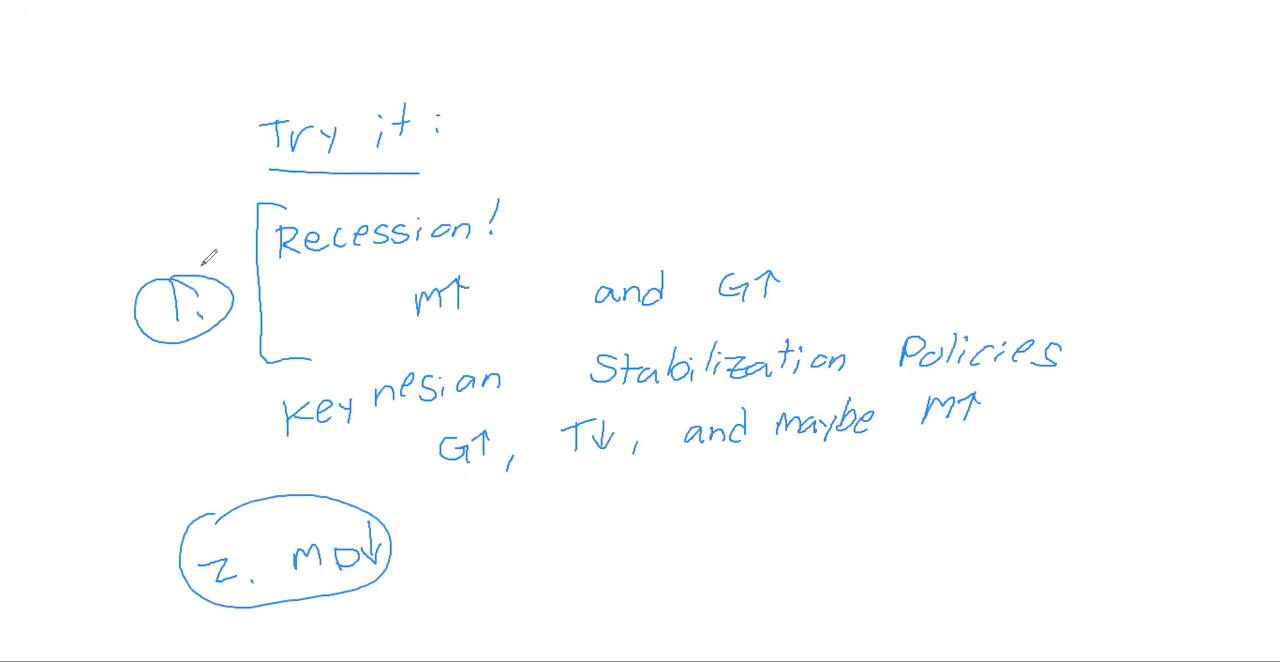 Try it:
Recession!
1. M↑ and G↑
Keynesian Stabilization Policies
G↑, T↓, and maybe M↑
2. MD↓